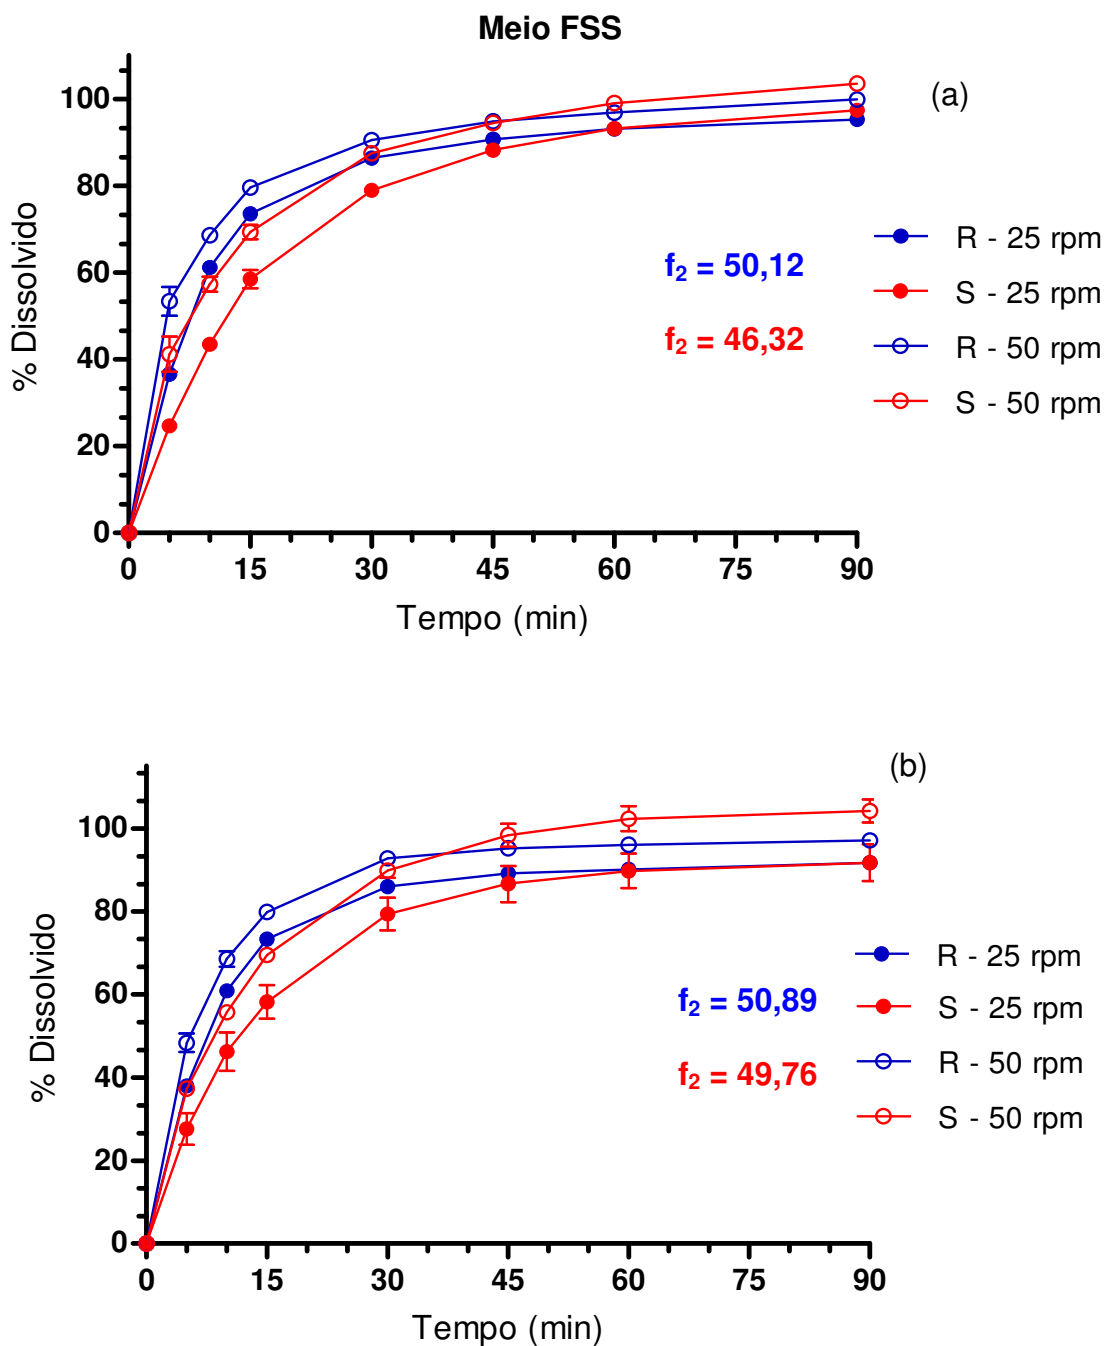 Meio FSS
(a)
% Dissolvido
100
80
60
40
20
0
0 15 30 45 60 75 90
Tempo (min)
f2 = 50,12
f2 = 46,32
R - 25 rpm
S - 25 rpm
R - 50 rpm
S - 50 rpm
(b)
% Dissolvido
100
80
60
40
20
0
0 15 30 45 60 75 90
Tempo (min)
f2 = 50,89
f2 = 49,76
R - 25 rpm
S - 25 rpm
R - 50 rpm
S - 50 rpm